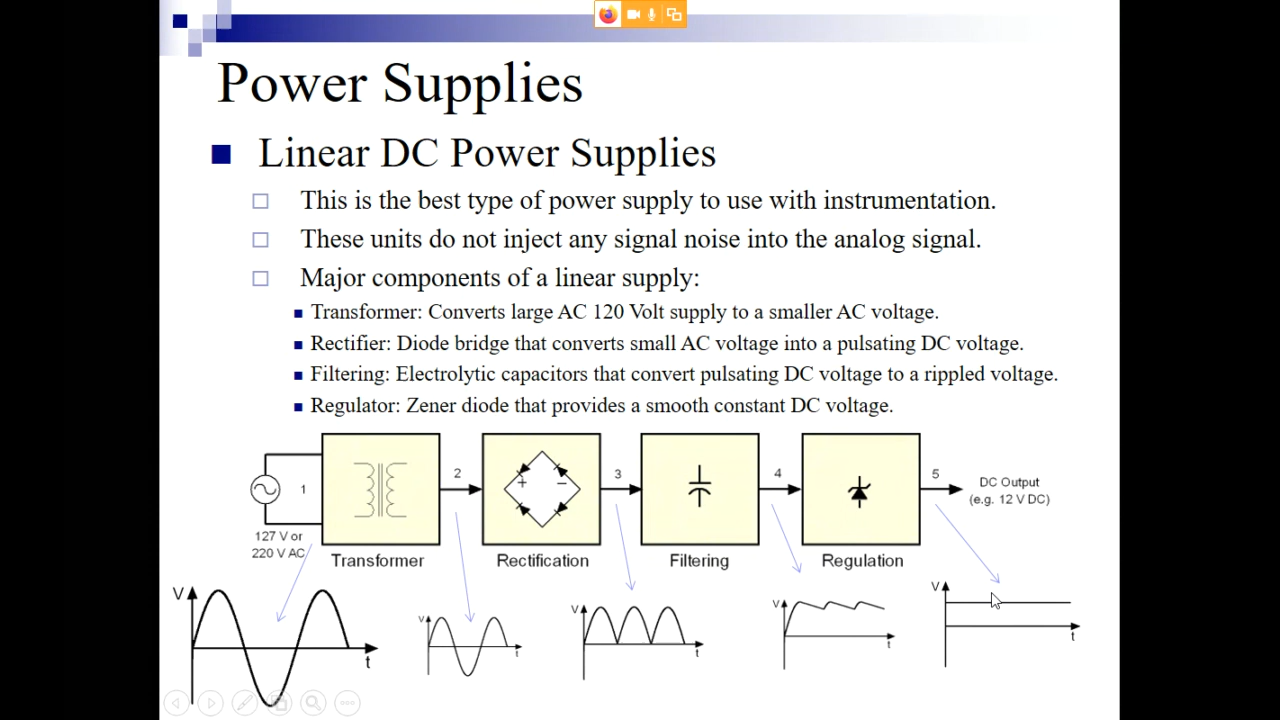 Power Supplies
Linear DC Power Supplies
This is the best type of power supply to use with instrumentation.
These units do not inject any signal noise into the analog signal.
Major components of a linear supply:
Transformer: Converts large AC 120 Volt supply to a smaller AC voltage.
Rectifier: Diode bridge that converts small AC voltage into a pulsating DC voltage.
Filtering: Electrolytic capacitors that convert pulsating DC voltage to a rippled voltage.
Regulator: Zener diode that provides a smooth constant DC voltage.
1 2 3 4 5
+ −
DC Output
(e.g. 12 V DC)
127 V or
220 V AC
Transformer Rectification Filtering Regulation
V V V V V
t t t t t